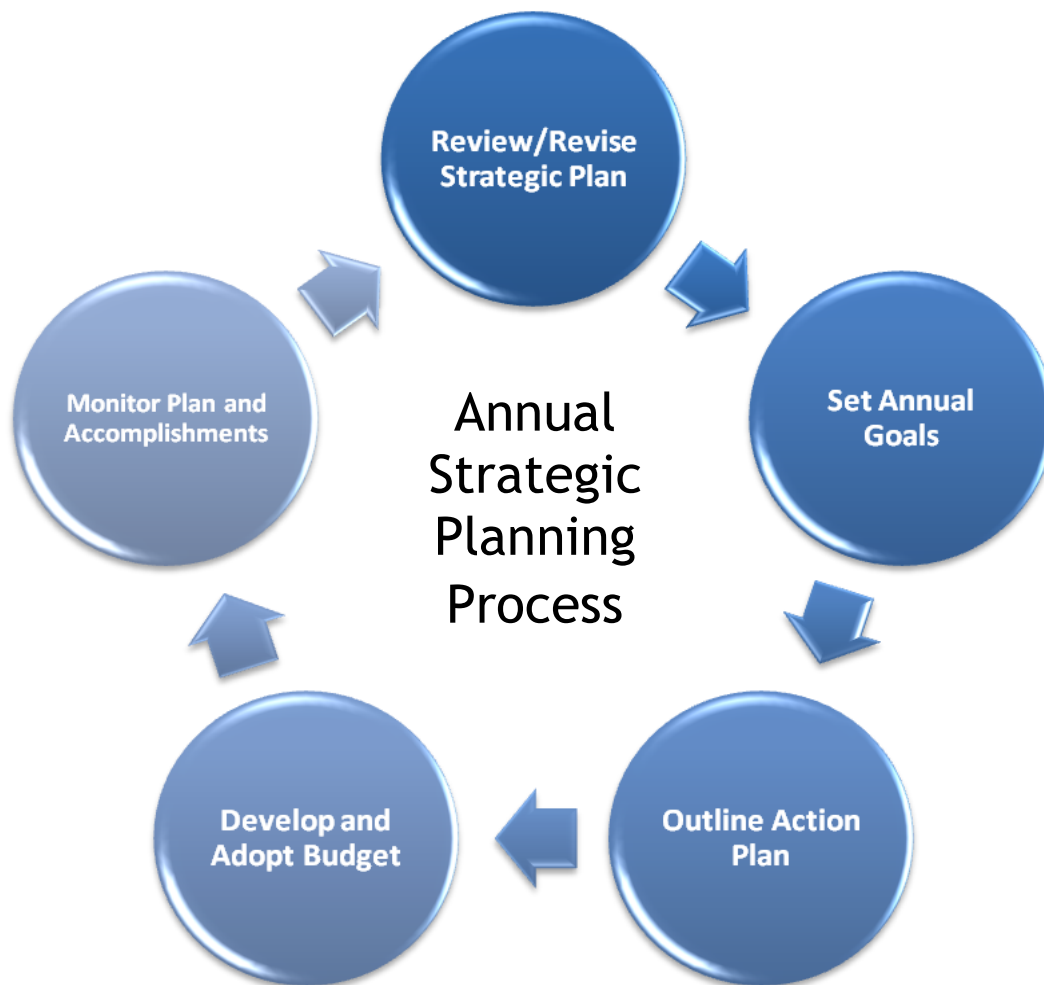 Review/Revise
Strategic Plan
Set Annual
Goals
Outline Action
Plan
Develop and
Adopt Budget
Monitor Plan and
Accomplishments
Annual
Strategic
Planning
Process